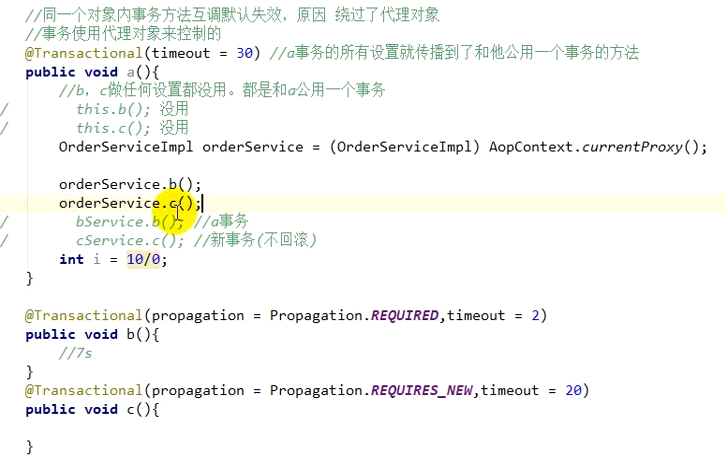 //同一个对象内事务方法互调默认失效，原因 绕过了代理对象
//事务使用代理对象来控制的
@Transactional(timeout = 30) //a事务的所有设置就传播到了和他公用一个事务的方法
public void a(){
//b，c做任何设置都没用。都是和a公用一个事务
/ this.b(); 没用
/ this.c(); 没用
OrderServiceImpl orderService = (OrderServiceImpl) AopContext.currentProxy();
orderService.b();
orderService.c();
/ bService.b(); //a事务
/ cService.c(); //新事务(不回滚)
int i = 10/0;
}
@Transactional(propagation = Propagation.REQUIRED,timeout = 2)
public void b(){
//7s
}
@Transactional(propagation = Propagation.REQUIRES_NEW,timeout = 20)
public void c(){
}